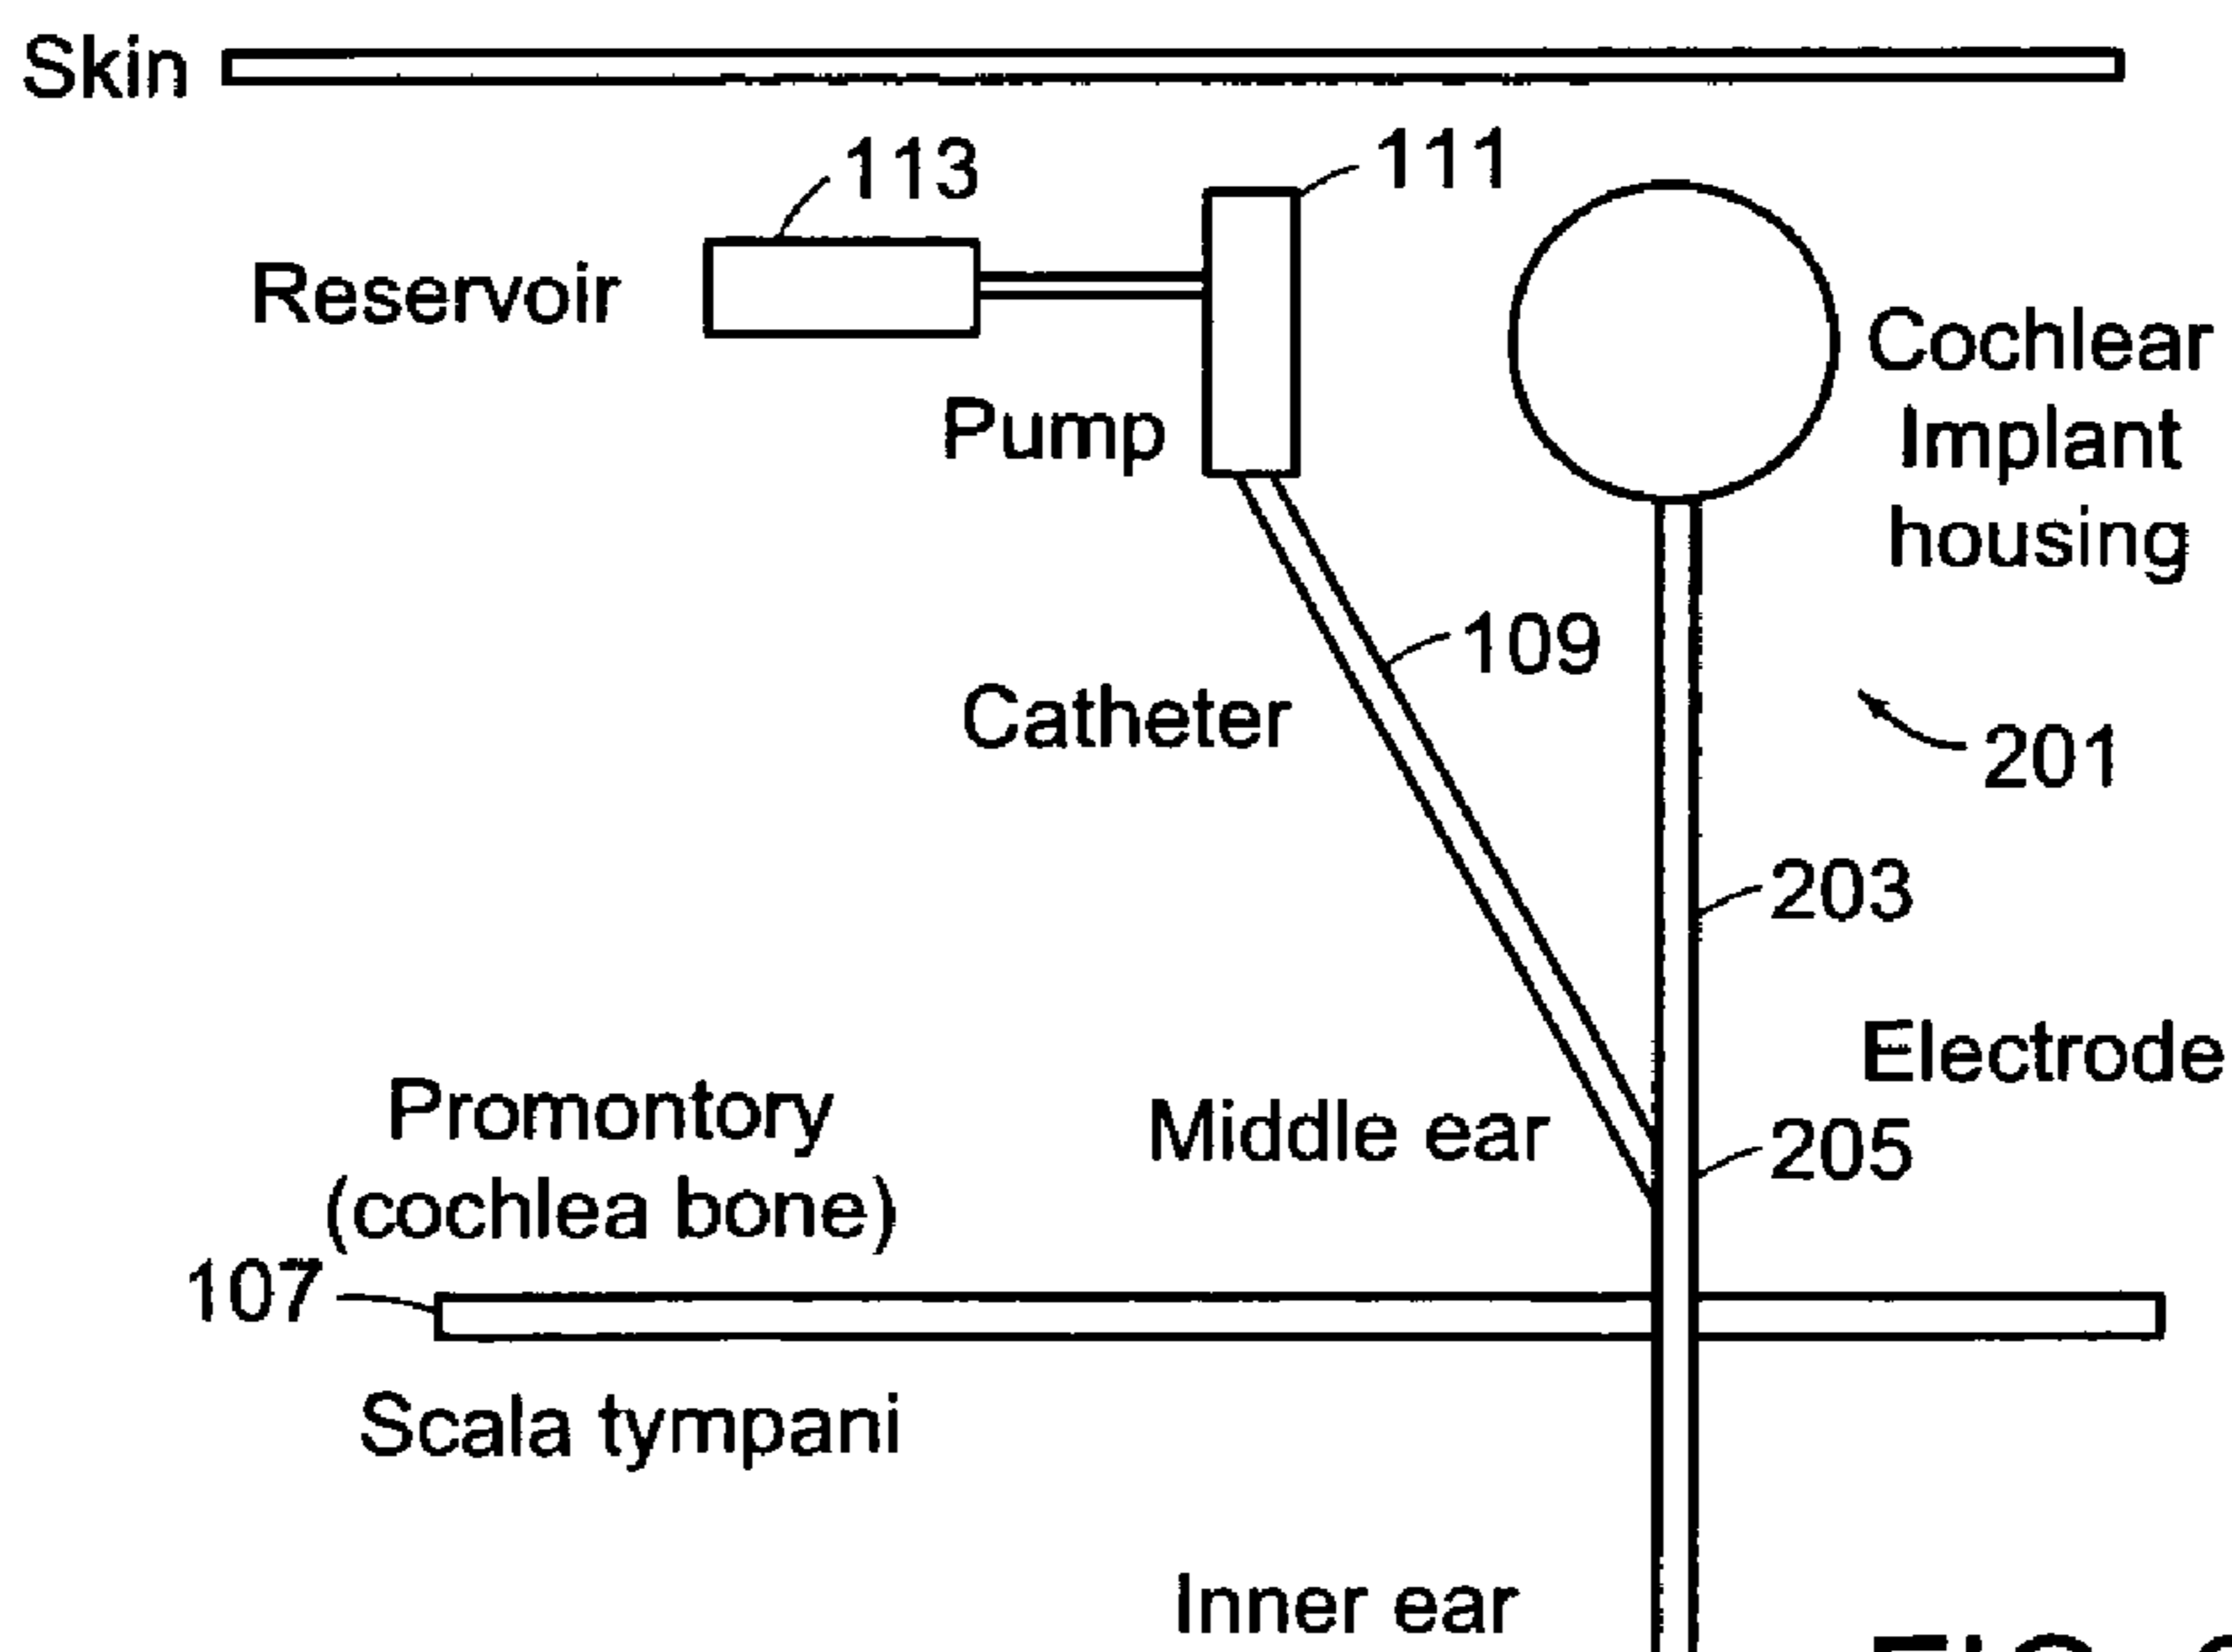 Skin
113
111
Reservoir
Cochlear
Implant
housing
Pump
109
Catheter
201
203
Electrode
Promontory
(cochlea bone)
Middle ear
205
107
Scala tympani
Inner ear